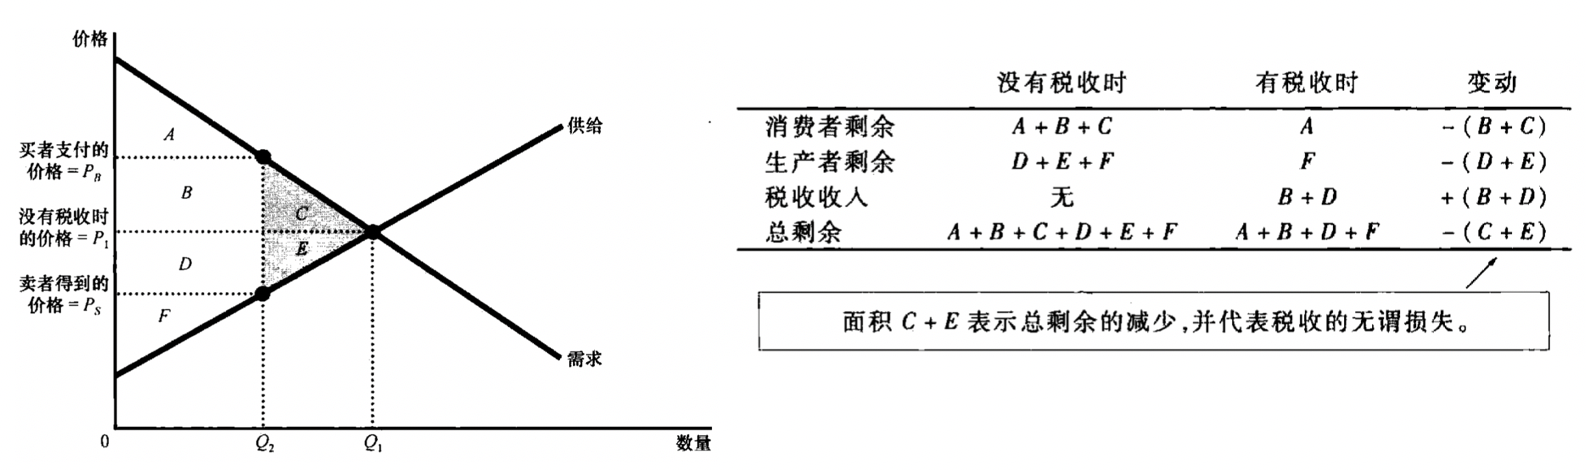 价格
A
供给
买者支付的
价格=P_B
B
没有税收时
的价格=P_1
C
E
D
卖者得到的
价格=P_S
F
需求
0
Q_2
Q_1
数量
没有税收时 有税收时 变动
消费者剩余 A+B+C A -(B+C)
生产者剩余 D+E+F F -(D+E)
税收收人 无 B+D +(B+D)
总剩余 A+B+C+D+E+F A+B+D+F -(C+E)
面积 C+E 表示总剩余的减少,并代表税收的无谓损失。